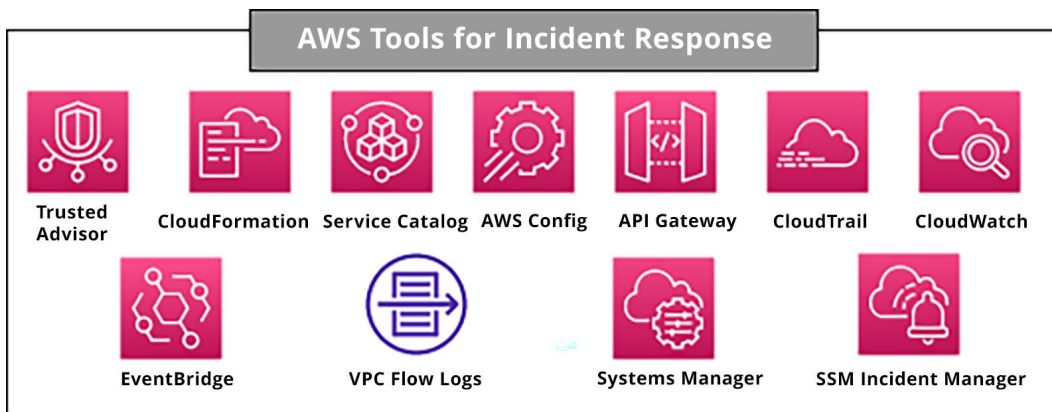 AWS Tools for Incident Response
Trusted
Advisor
CloudFormation
Service Catalog
AWS Config
API Gateway
CloudTrail
CloudWatch
EventBridge
VPC Flow Logs
Systems Manager
SSM Incident Manager